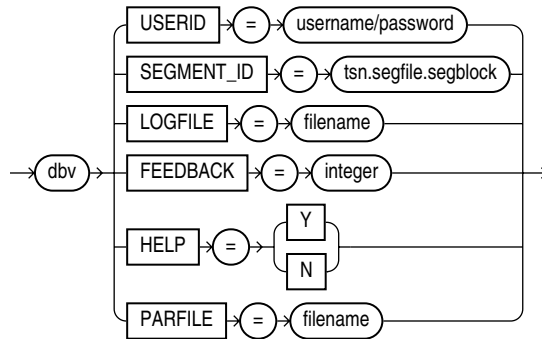 USERID = username/password
SEGMENT_ID = tsn.segfile.segblock
LOGFILE = filename
dbv FEEDBACK = integer
Y
HELP =
N
PARFILE = filename